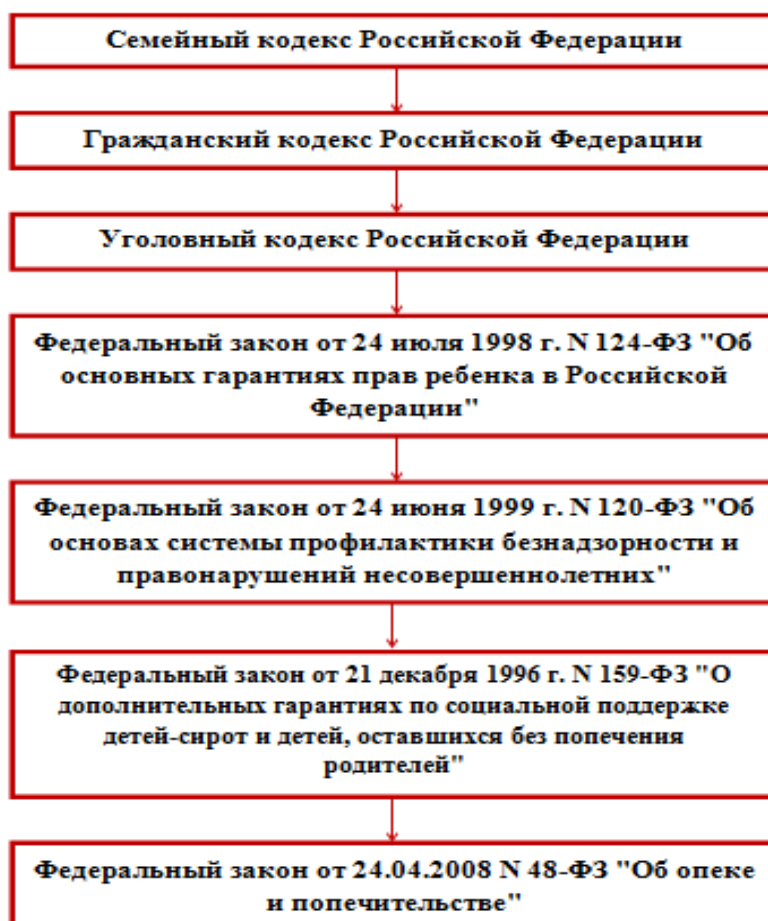 Семейный кодекс Российской Федерации
Гражданский кодекс Российской Федерации
Уголовный кодекс Российской Федерации
Федеральный закон от 24 июля 1998 г. N 124-ФЗ "Об
основных гарантиях прав ребенка в Российской
Федерации"
Федеральный закон от 24 июня 1999 г. N 120-ФЗ "Об
основах системы профилактики безнадзорности и
правонарушений несовершеннолетних"
Федеральный закон от 21 декабря 1996 г. N 159-ФЗ "О
дополнительных гарантиях по социальной поддержке
детей-сирот и детей, оставшихся без попечения
родителей"
Федеральный закон от 24.04.2008 N 48-ФЗ "Об опеке
и попечительстве"